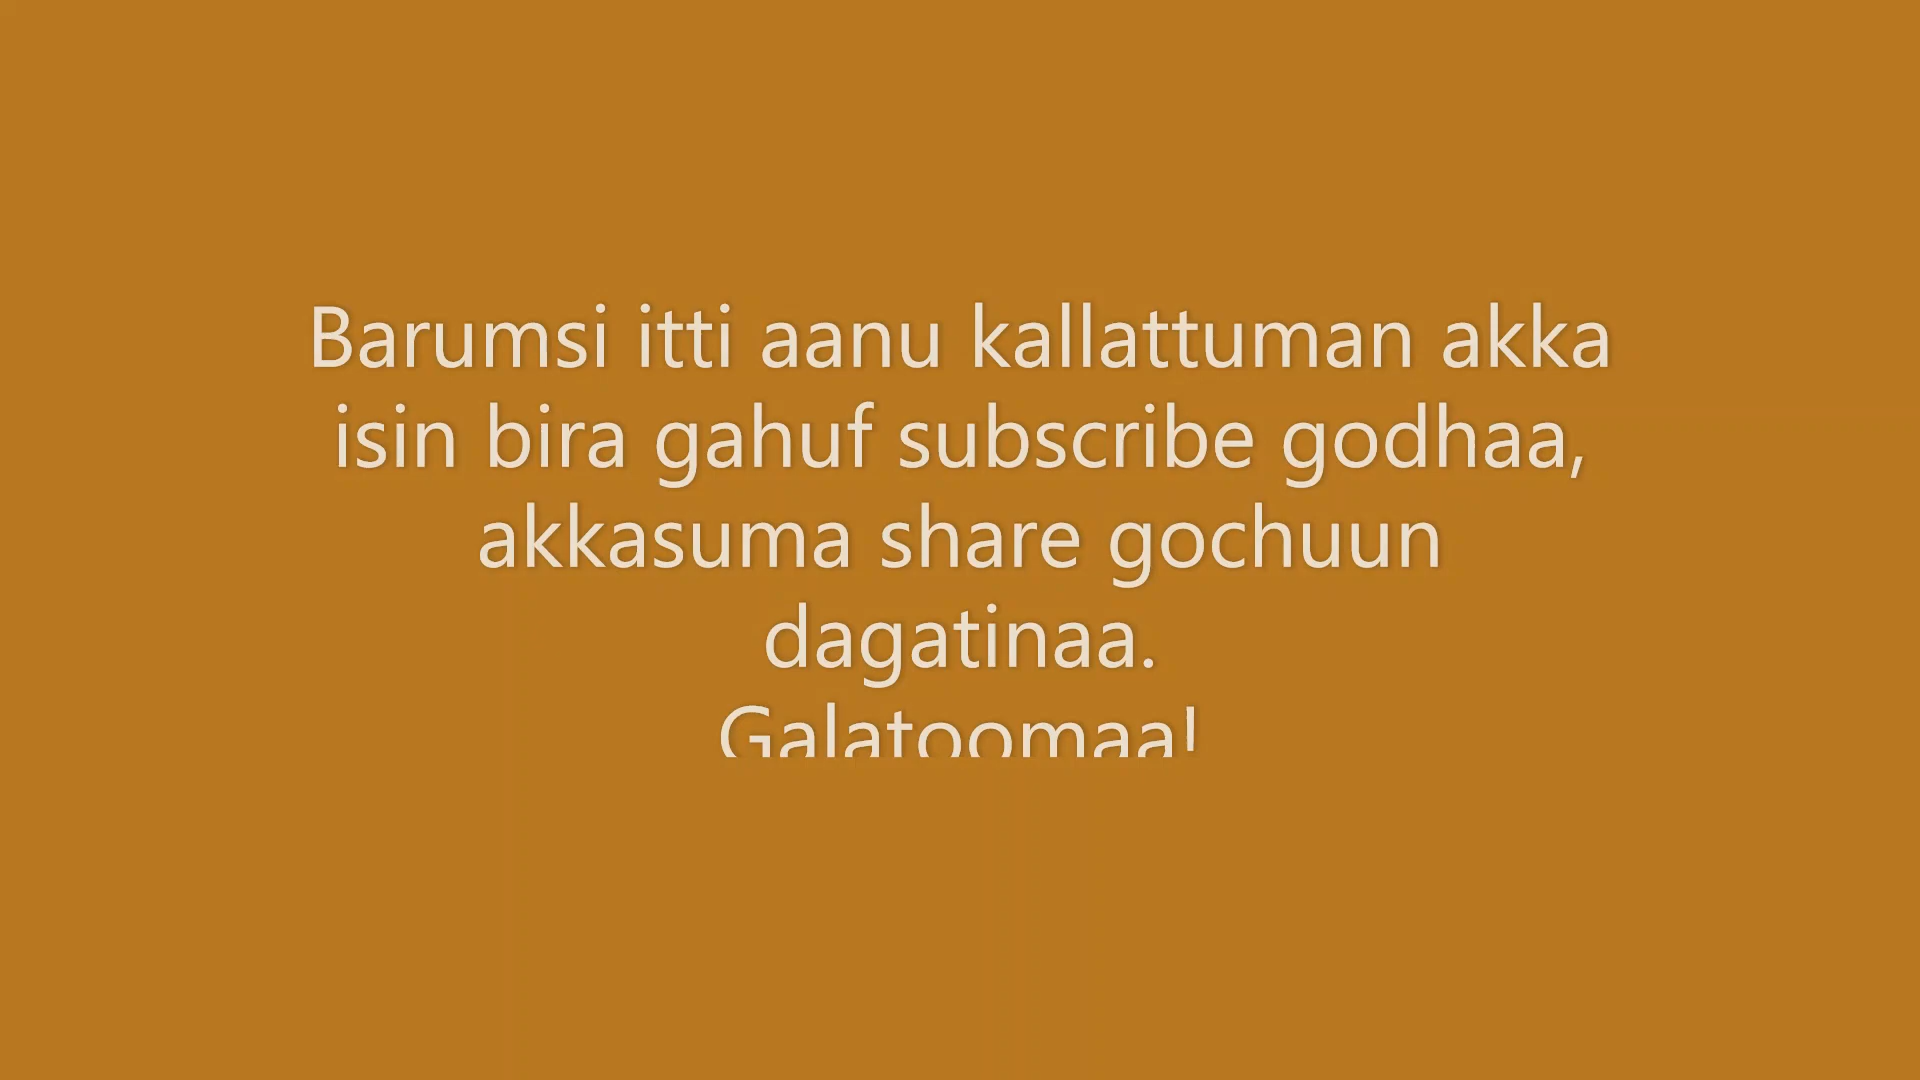 Barumsi itti aanu kallattuman akka
isin bira gahuf subscribe godhaa,
akkasuma share gochuun
dagatinaa.
Galatoomaa!